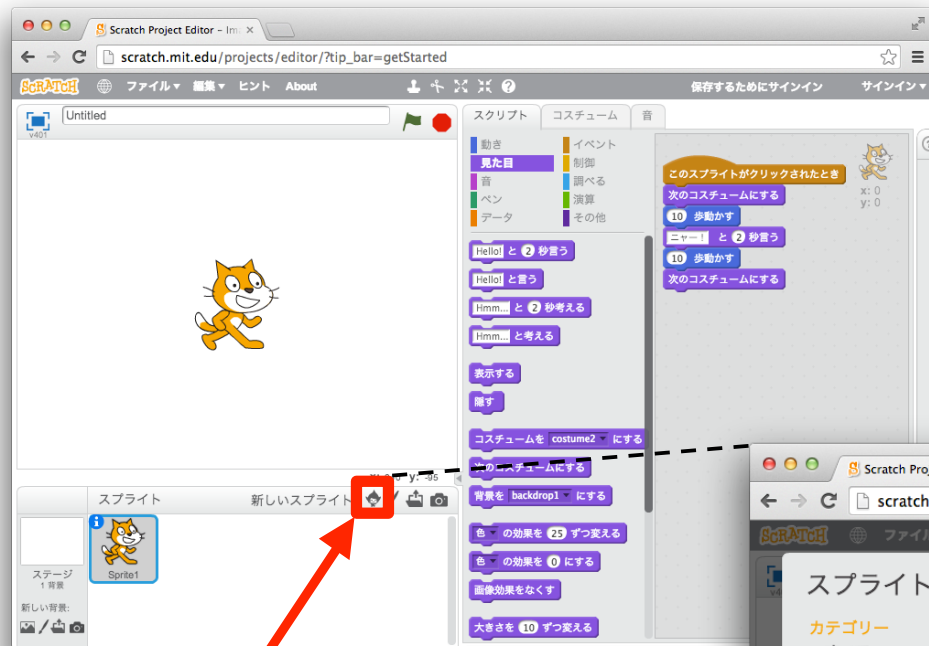 Scratch Project Editor - Im
scratch.mit.edu/projects/editor/?tip_bar=getStarted
SCRATCH ファイル 編集 ヒント About 保存するためにサインイン サインイン
v401
Untitled
スクリプト コスチューム 音
動き イベント
見た目 制御
音 調べる
ペン 演算
データ その他
Hello! と 2 秒言う
Hello! と言う
Hmm... と 2 秒考える
Hmm... と考える
表示する
隠す
コスチュームを costume2 にする
次のコスチュームにする
背景を backdrop1 にする
色 の効果を 25 ずつ変える
色 の効果を 0 にする
画像効果をなくす
大きさを 10 ずつ変える
このスプライトがクリックされたとき
次のコスチュームにする
10 歩動かす
ニャー! と 2 秒言う
10 歩動かす
次のコスチュームにする
x: 0
y: 0
y: -95
スプライト 新しいスプライト
Sprite1
ステージ
1 背景
新しい背景:
Scratch Proj
scratch
SCRATCH ファイル
スプライト
カテゴリー